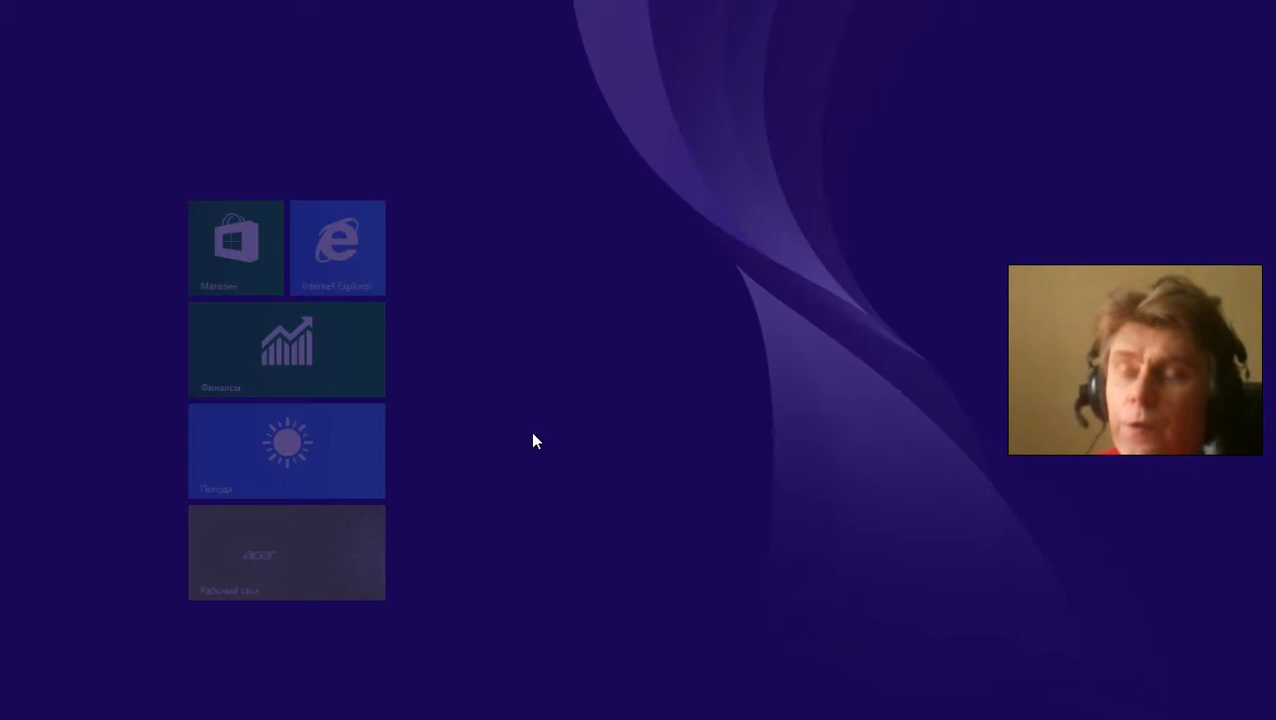 Магазин
Internet Explorer
Финансы
Погода
acer
Рабочий стол